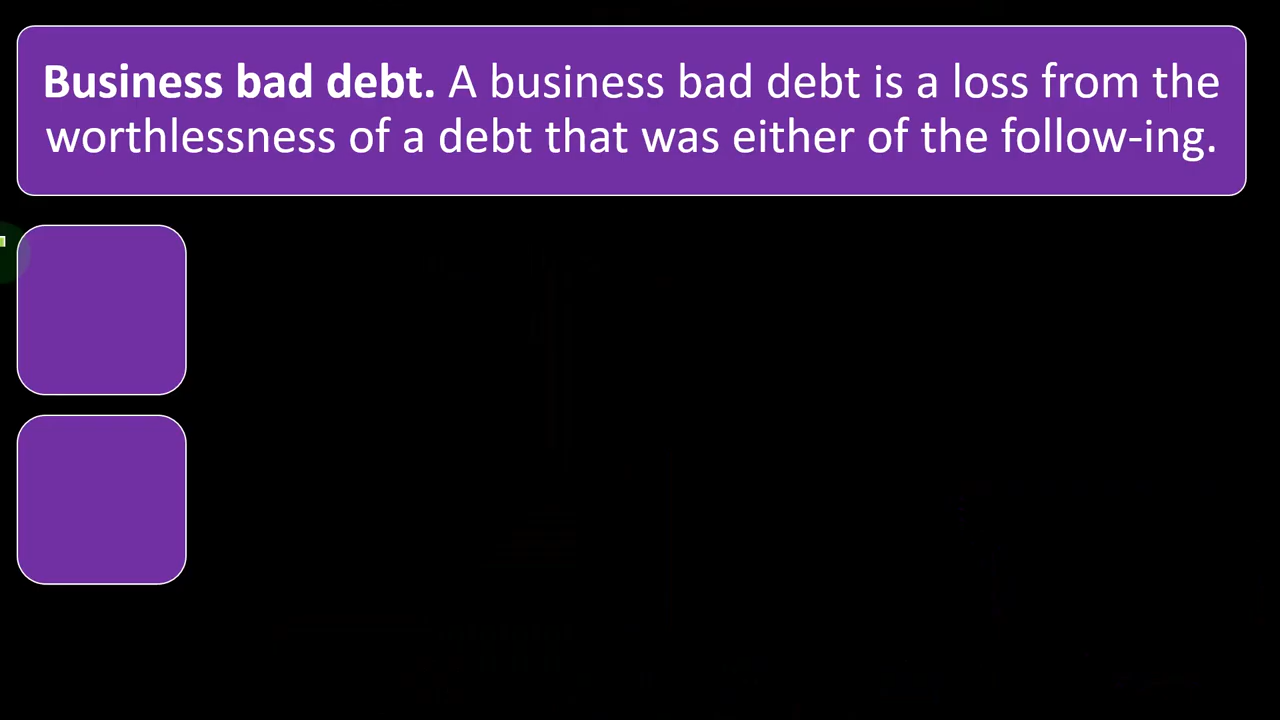 Business bad debt. A business bad debt is a loss from the
worthlessness of a debt that was either of the follow-ing.